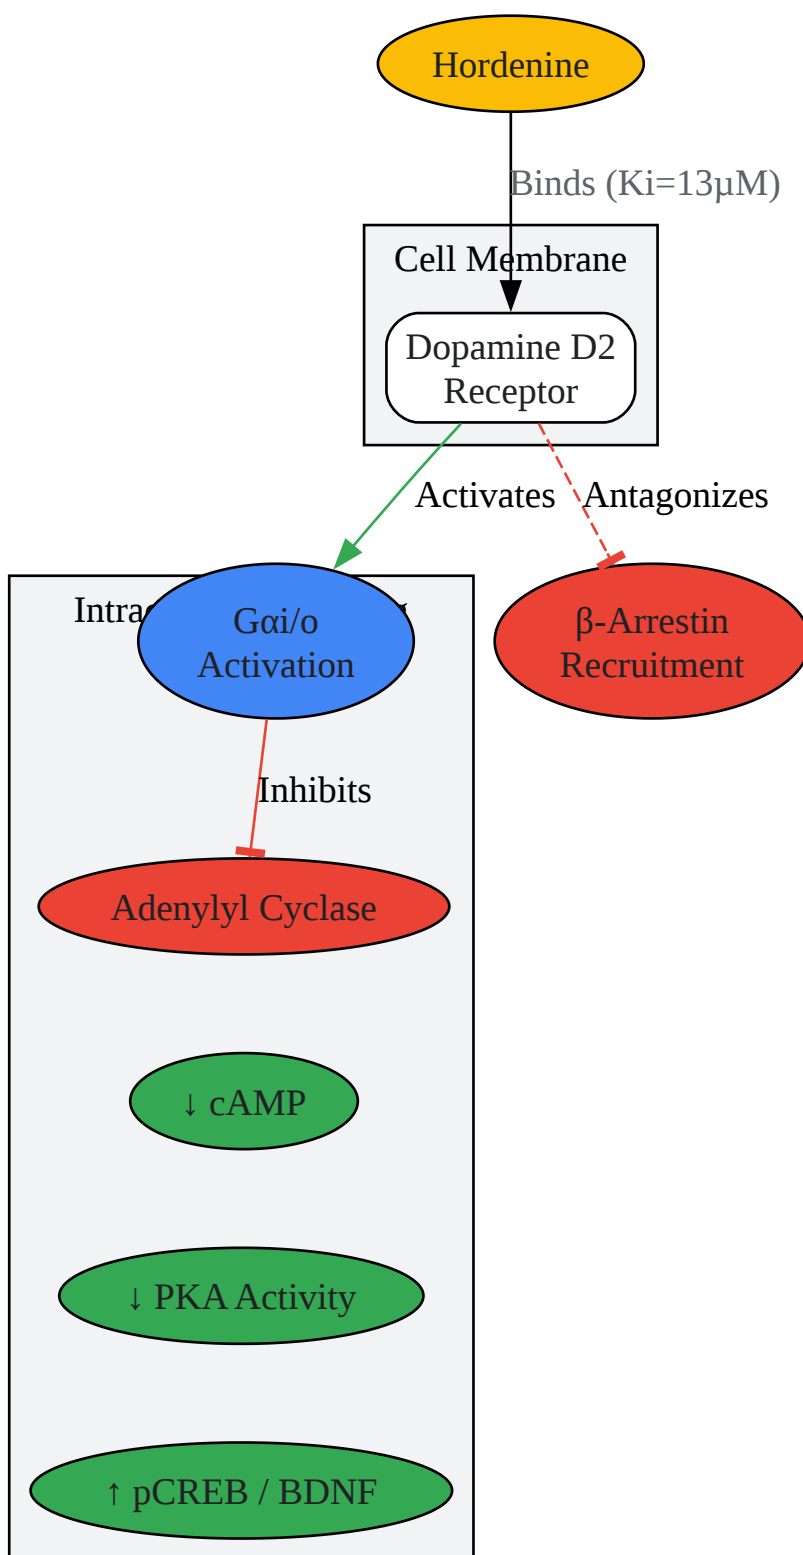 Hordenine
Binds (Ki=13µM)
Cell Membrane
Dopamine D2
Receptor
Activates
Antagonizes
Gαi/o
Activation
β-Arrestin
Recruitment
Inhibits
Adenylyl Cyclase
↓ cAMP
↓ PKA Activity
↑ pCREB / BDNF